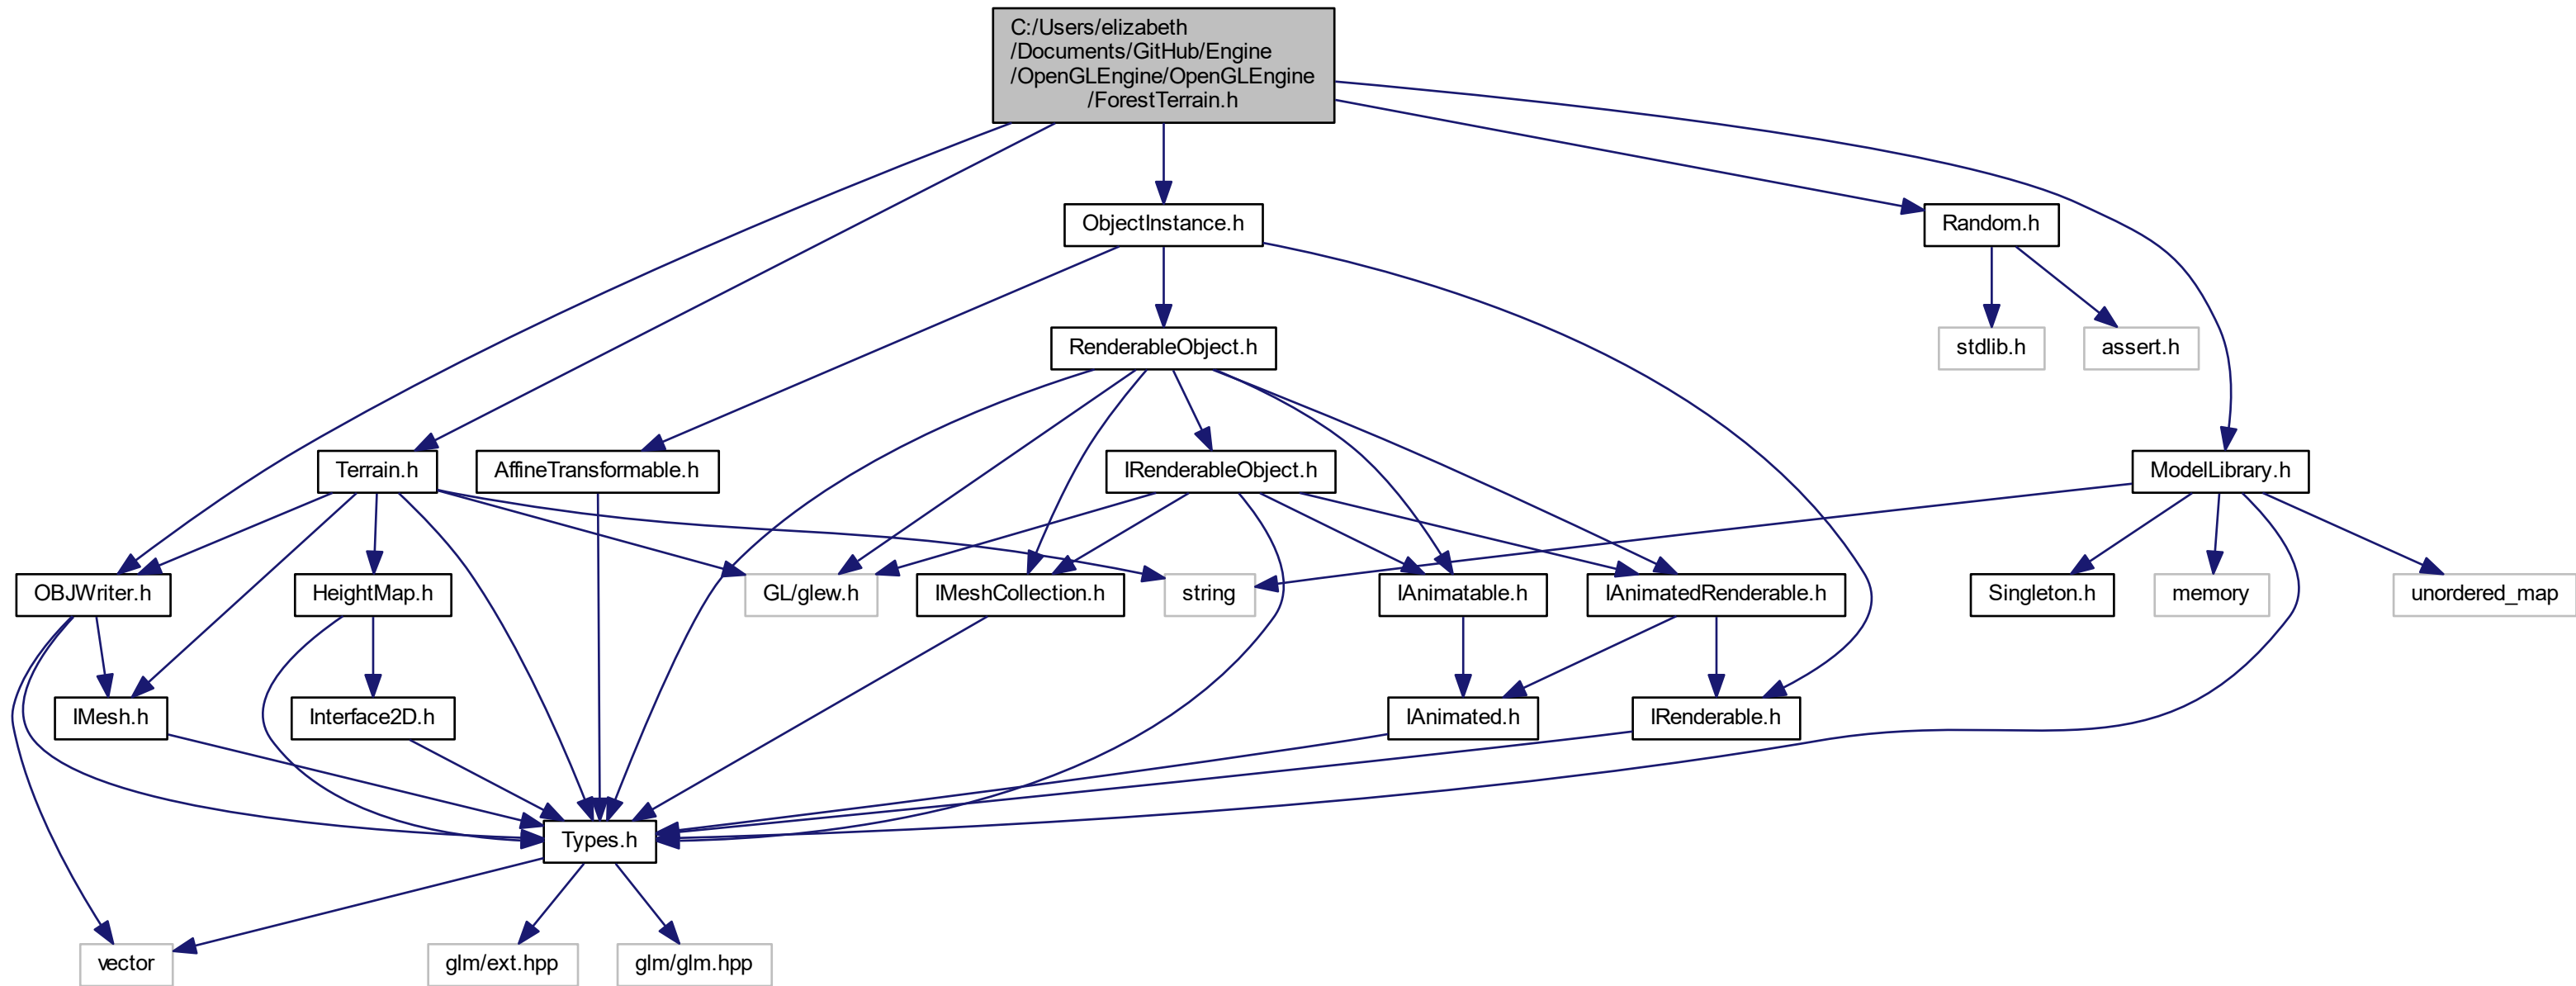 C:/Users/elizabeth
/Documents/GitHub/Engine
/OpenGLEngine/OpenGLEngine
/ForestTerrain.h
ObjectInstance.h
Random.h
RenderableObject.h
stdlib.h
assert.h
Terrain.h
AffineTransformable.h
IRenderableObject.h
ModelLibrary.h
OBJWriter.h
HeightMap.h
GL/glew.h
IMeshCollection.h
string
IAnimatable.h
IAnimatedRenderable.h
Singleton.h
memory
unordered_map
IMesh.h
Interface2D.h
IAnimated.h
IRenderable.h
Types.h
vector
glm/ext.hpp
glm/glm.hpp